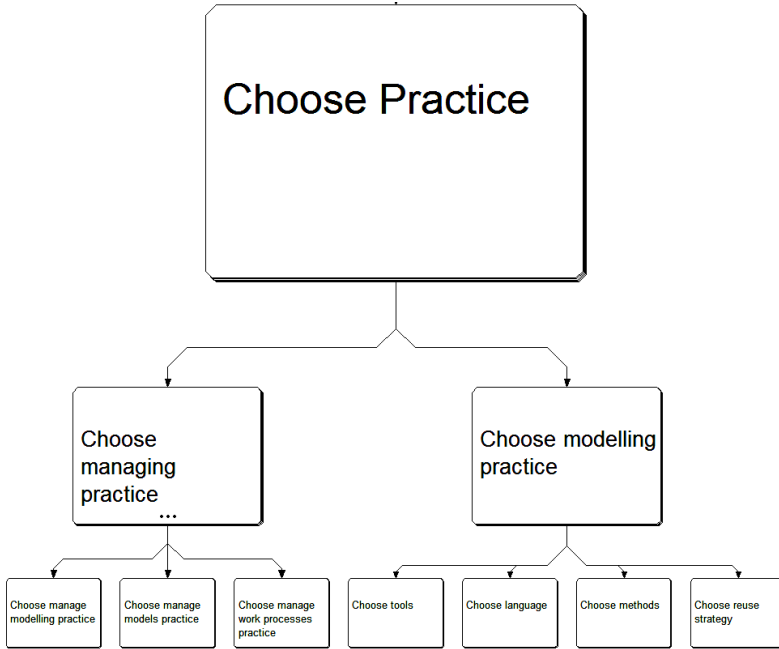 Choose Practice
Choose
managing
practice
...
Choose modelling
practice
Choose manage
modelling practice
Choose manage
models practice
Choose manage
work processes
practice
Choose tools
Choose language
Choose methods
Choose reuse
strategy